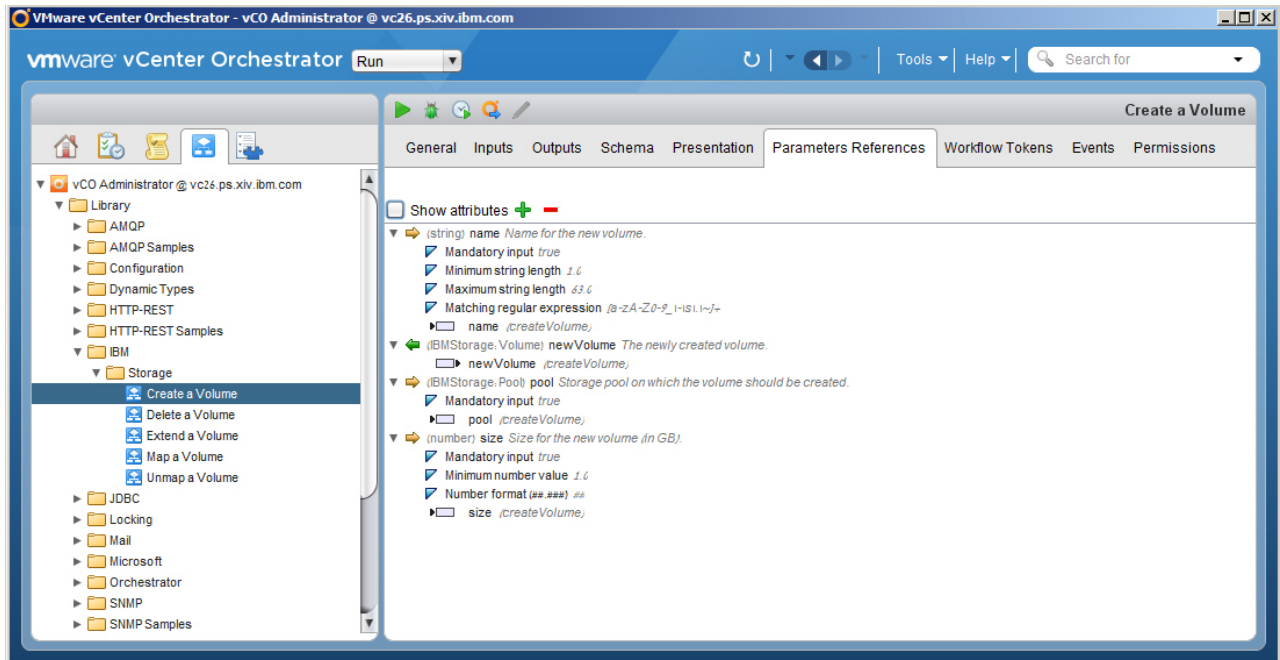 VMware vCenter Orchestrator - vCO Administrator @ vc26.ps.xiv.ibm.com
vmware vCenter Orchestrator Run Tools Help Search for
Create a Volume
General Inputs Outputs Schema Presentation Parameters References Workflow Tokens Events Permissions
vCO Administrator @ vc26.ps.xiv.ibm.com
Library
AMQP
AMQP Samples
Configuration
Dynamic Types
HTTP-REST
HTTP-REST Samples
IBM
Storage
Create a Volume
Delete a Volume
Extend a Volume
Map a Volume
Unmap a Volume
JDBC
Locking
Mail
Microsoft
Orchestrator
SNMP
SNMP Samples
Show attributes
(string) name Name for the new volume.
Mandatory input true
Minimum string length 1.0
Maximum string length 63.0
Matching regular expression
name (createVolume)
(IBMStorage:Volume) newVolume The newly created volume.
newVolume (createVolume)
(IBMStorage:Pool) pool Storage pool on which the volume should be created.
Mandatory input true
pool (createVolume)
(number) size Size for the new volume (in GB).
Mandatory input true
Minimum number value 1.0
Number format (##.###) ##
size (createVolume)